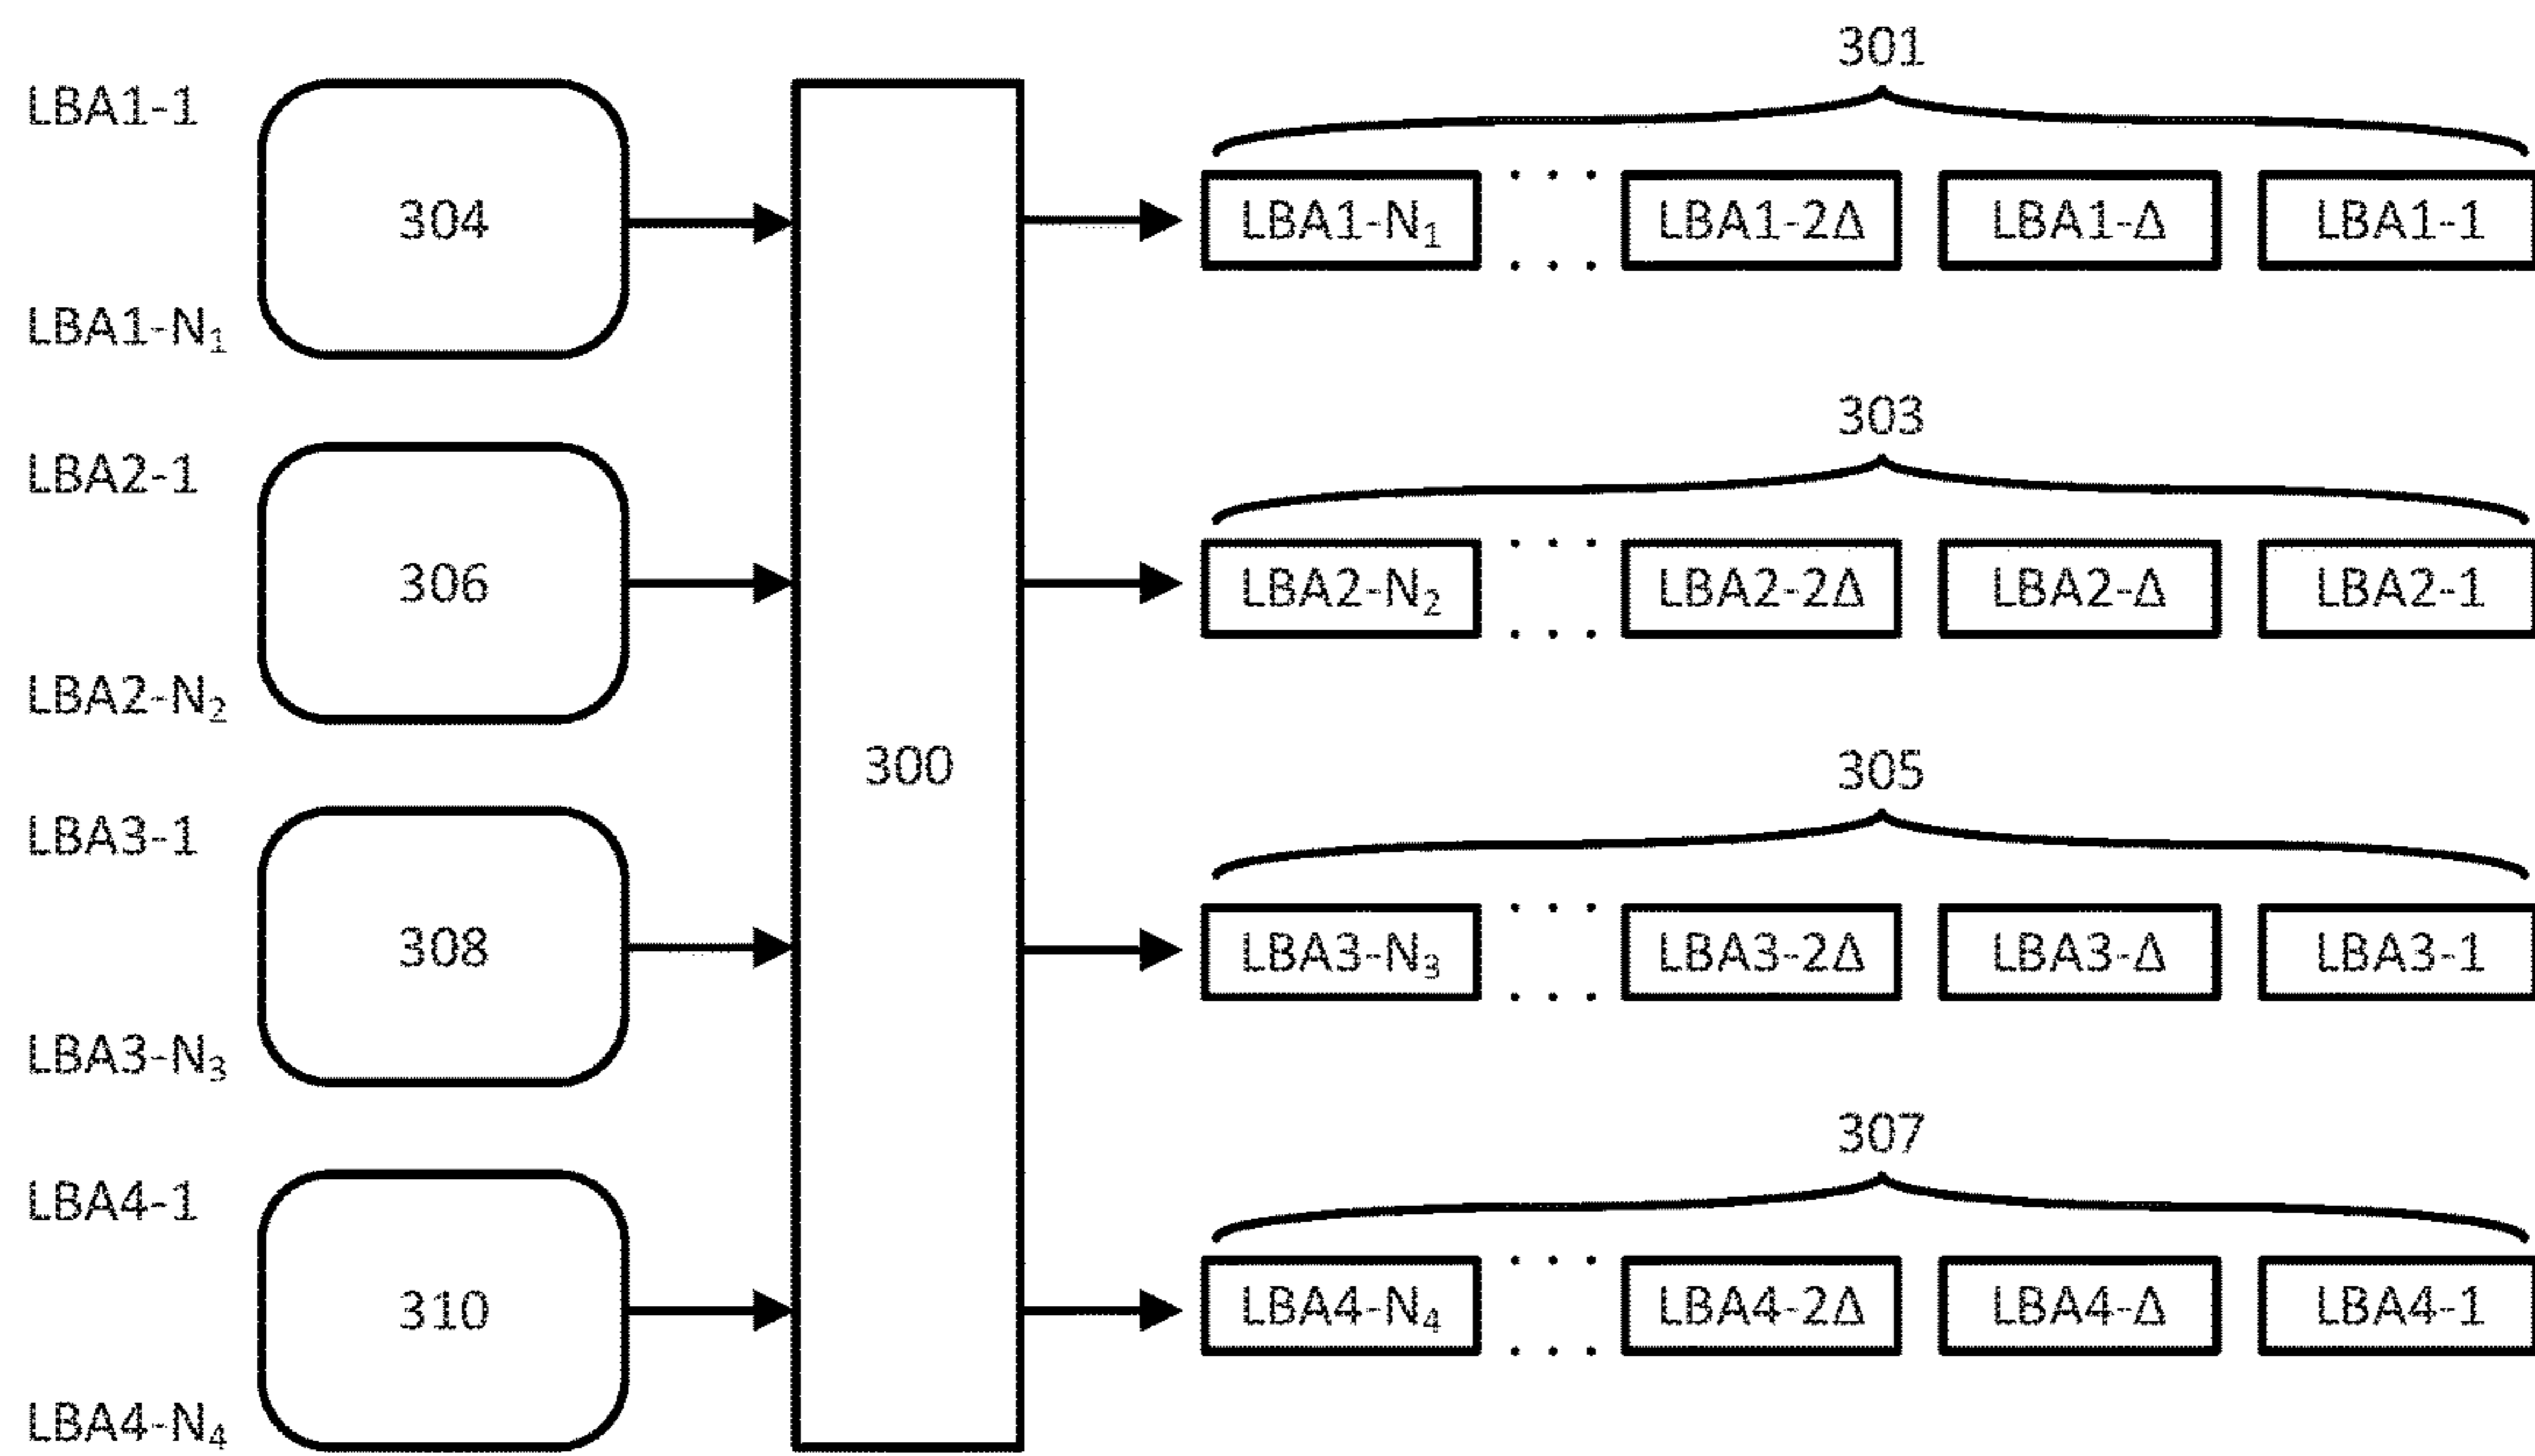 301
LBA1-1
304
LBA1-N₁ ... LBA1-2Δ LBA1-Δ LBA1-1
LBA1-N₁
303
LBA2-1
306
LBA2-N₂ ... LBA2-2Δ LBA2-Δ LBA2-1
LBA2-N₂
300
305
LBA3-1
308
LBA3-N₃ ... LBA3-2Δ LBA3-Δ LBA3-1
LBA3-N₃
307
LBA4-1
310
LBA4-N₄ ... LBA4-2Δ LBA4-Δ LBA4-1
LBA4-N₄